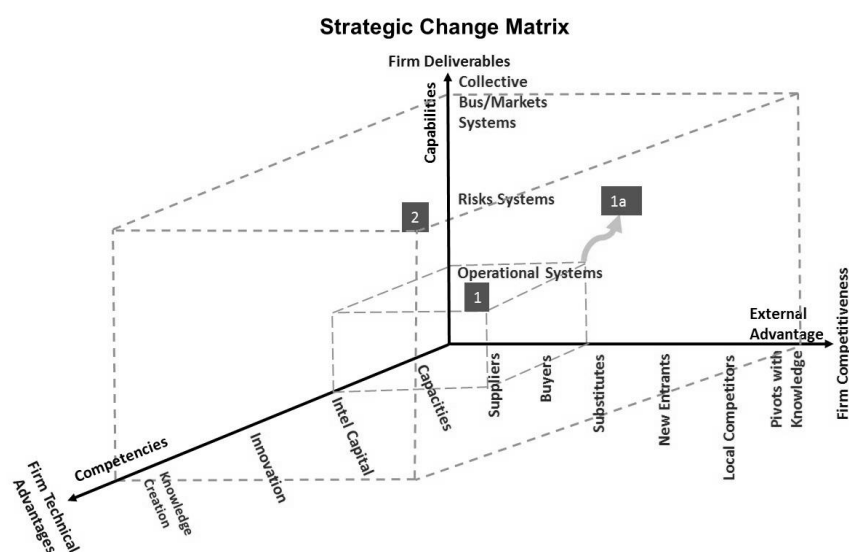 Strategic Change Matrix
Firm Deliverables
Capabilities
Collective
Bus/Markets
Systems
Risks Systems
1a
2
Operational Systems
1
External
Advantage
Firm Competitiveness
Suppliers
Buyers
Substitutes
New Entrants
Local Competitors
Pivots with
Knowledge
Capacities
Intel Capital
Innovation
Knowledge
Creation
Competencies
Firm Technical
Advantages